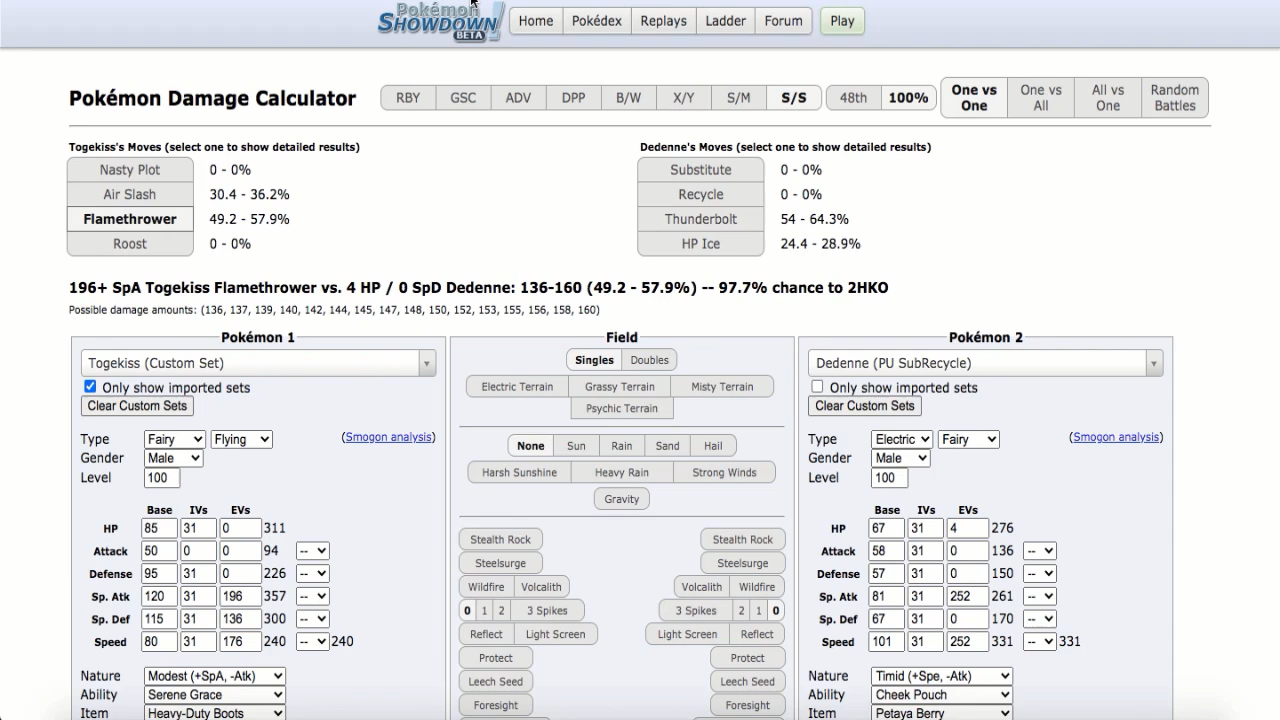 Pokémon
SHOWDOWN
BETA
Home Pokédex Replays Ladder Forum Play
Pokémon Damage Calculator
RBY GSC ADV DPP B/W X/Y S/M S/S 48th 100% One vs One One vs All All vs One Random Battles
Togekiss's Moves (select one to show detailed results)
Nasty Plot 0 - 0%
Air Slash 30.4 - 36.2%
Flamethrower 49.2 - 57.9%
Roost 0 - 0%
Dedenne's Moves (select one to show detailed results)
Substitute 0 - 0%
Recycle 0 - 0%
Thunderbolt 54 - 64.3%
HP Ice 24.4 - 28.9%
196+ SpA Togekiss Flamethrower vs. 4 HP / 0 SpD Dedenne: 136-160 (49.2 - 57.9%) -- 97.7% chance to 2HKO
Possible damage amounts: (136, 137, 139, 140, 142, 144, 145, 147, 148, 150, 152, 153, 155, 156, 158, 160)
Pokémon 1
Togekiss (Custom Set)
Only show imported sets
Clear Custom Sets
Type Fairy Flying (Smogon analysis)
Gender Male
Level 100
Base IVs EVs
HP 85 31 0 311
Attack 50 0 0 94 --
Defense 95 31 0 226 --
Sp. Atk 120 31 196 357 --
Sp. Def 115 31 136 300 --
Speed 80 31 176 240 -- 240
Nature Modest (+SpA, -Atk)
Ability Serene Grace
Item Heavy-Duty Boots
Field
Singles Doubles
Electric Terrain Grassy Terrain Misty Terrain
Psychic Terrain
None Sun Rain Sand Hail
Harsh Sunshine Heavy Rain Strong Winds
Gravity
Stealth Rock Stealth Rock
Steelsurge Steelsurge
Wildfire Volcalith Volcalith Wildfire
0 1 2 3 Spikes 3 Spikes 2 1 0
Reflect Light Screen Light Screen Reflect
Protect Protect
Leech Seed Leech Seed
Foresight Foresight
Pokémon 2
Dedenne (PU SubRecycle)
Only show imported sets
Clear Custom Sets
Type Electric Fairy (Smogon analysis)
Gender Male
Level 100
Base IVs EVs
HP 67 31 4 276
Attack 58 31 0 136 --
Defense 57 31 0 150 --
Sp. Atk 81 31 252 261 --
Sp. Def 67 31 0 170 --
Speed 101 31 252 331 -- 331
Nature Timid (+Spe, -Atk)
Ability Cheek Pouch
Item Petaya Berry